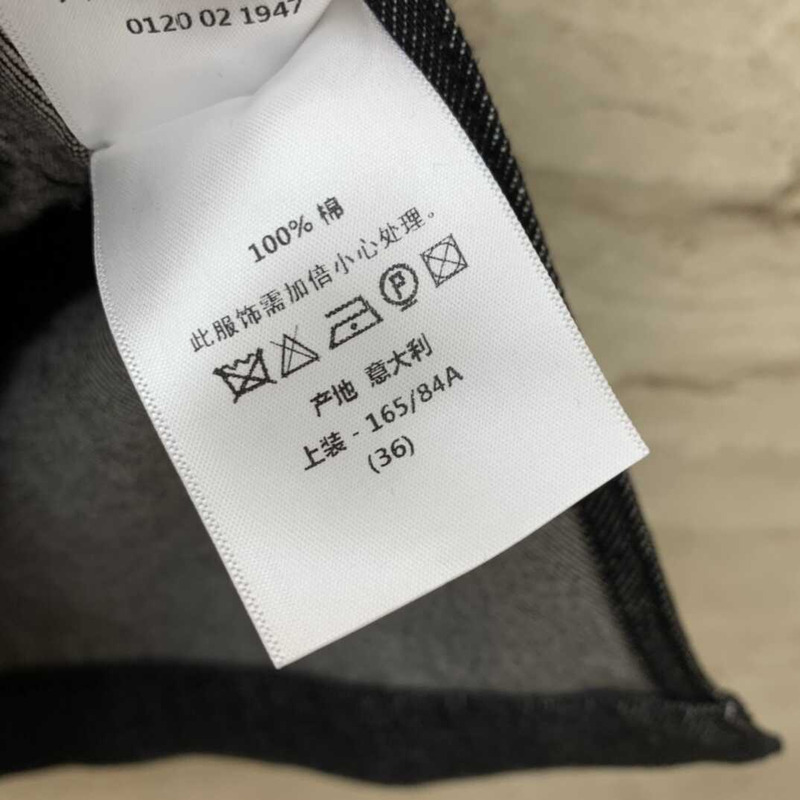 0120 02 1947
100% 棉
此服饰需加倍小心处理。
P
产地 意大利
上装 - 165/84A
(36)